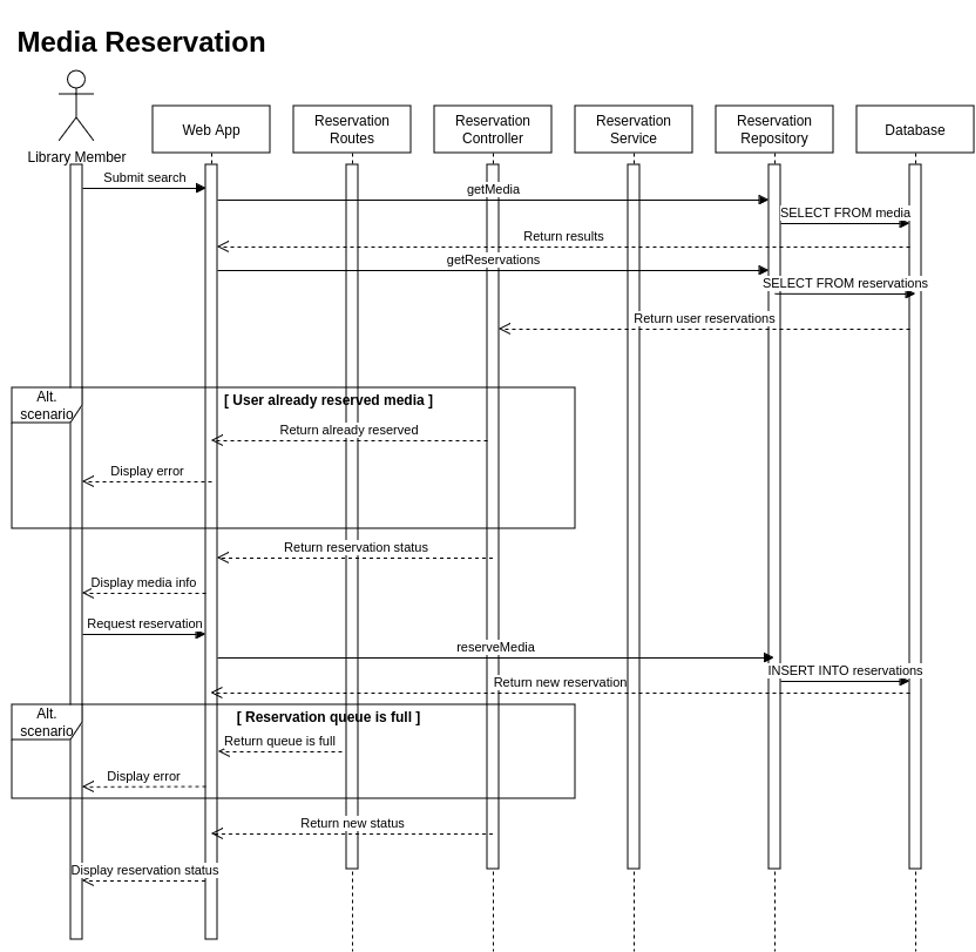 Media Reservation
Library Member
Web App
Reservation
Routes
Reservation
Controller
Reservation
Service
Reservation
Repository
Database
Submit search
getMedia
SELECT FROM media
Return results
getReservations
SELECT FROM reservations
Return user reservations
Alt.
scenario
[ User already reserved media ]
Return already reserved
Display error
Return reservation status
Display media info
Request reservation
reserveMedia
INSERT INTO reservations
Return new reservation
Alt.
scenario
[ Reservation queue is full ]
Return queue is full
Display error
Return new status
Display reservation status